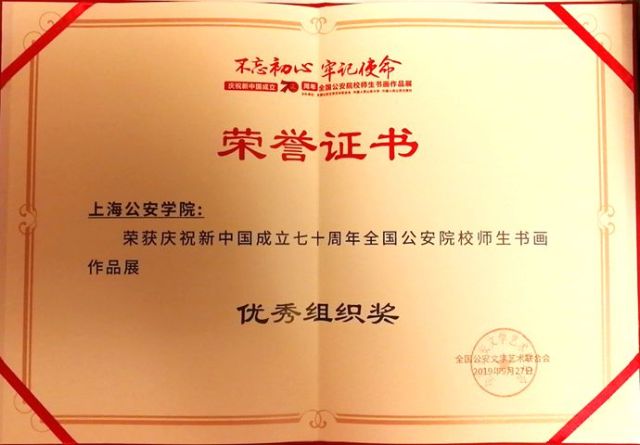 不忘初心 牢记使命
庆祝新中国成立70周年全国公安院校师生书画作品展
荣誉证书
上海公安学院:
荣获庆祝新中国成立七十周年全国公安院校师生书画
作品展
优秀组织奖
全国公安文学艺术联合会
2019年9月27日